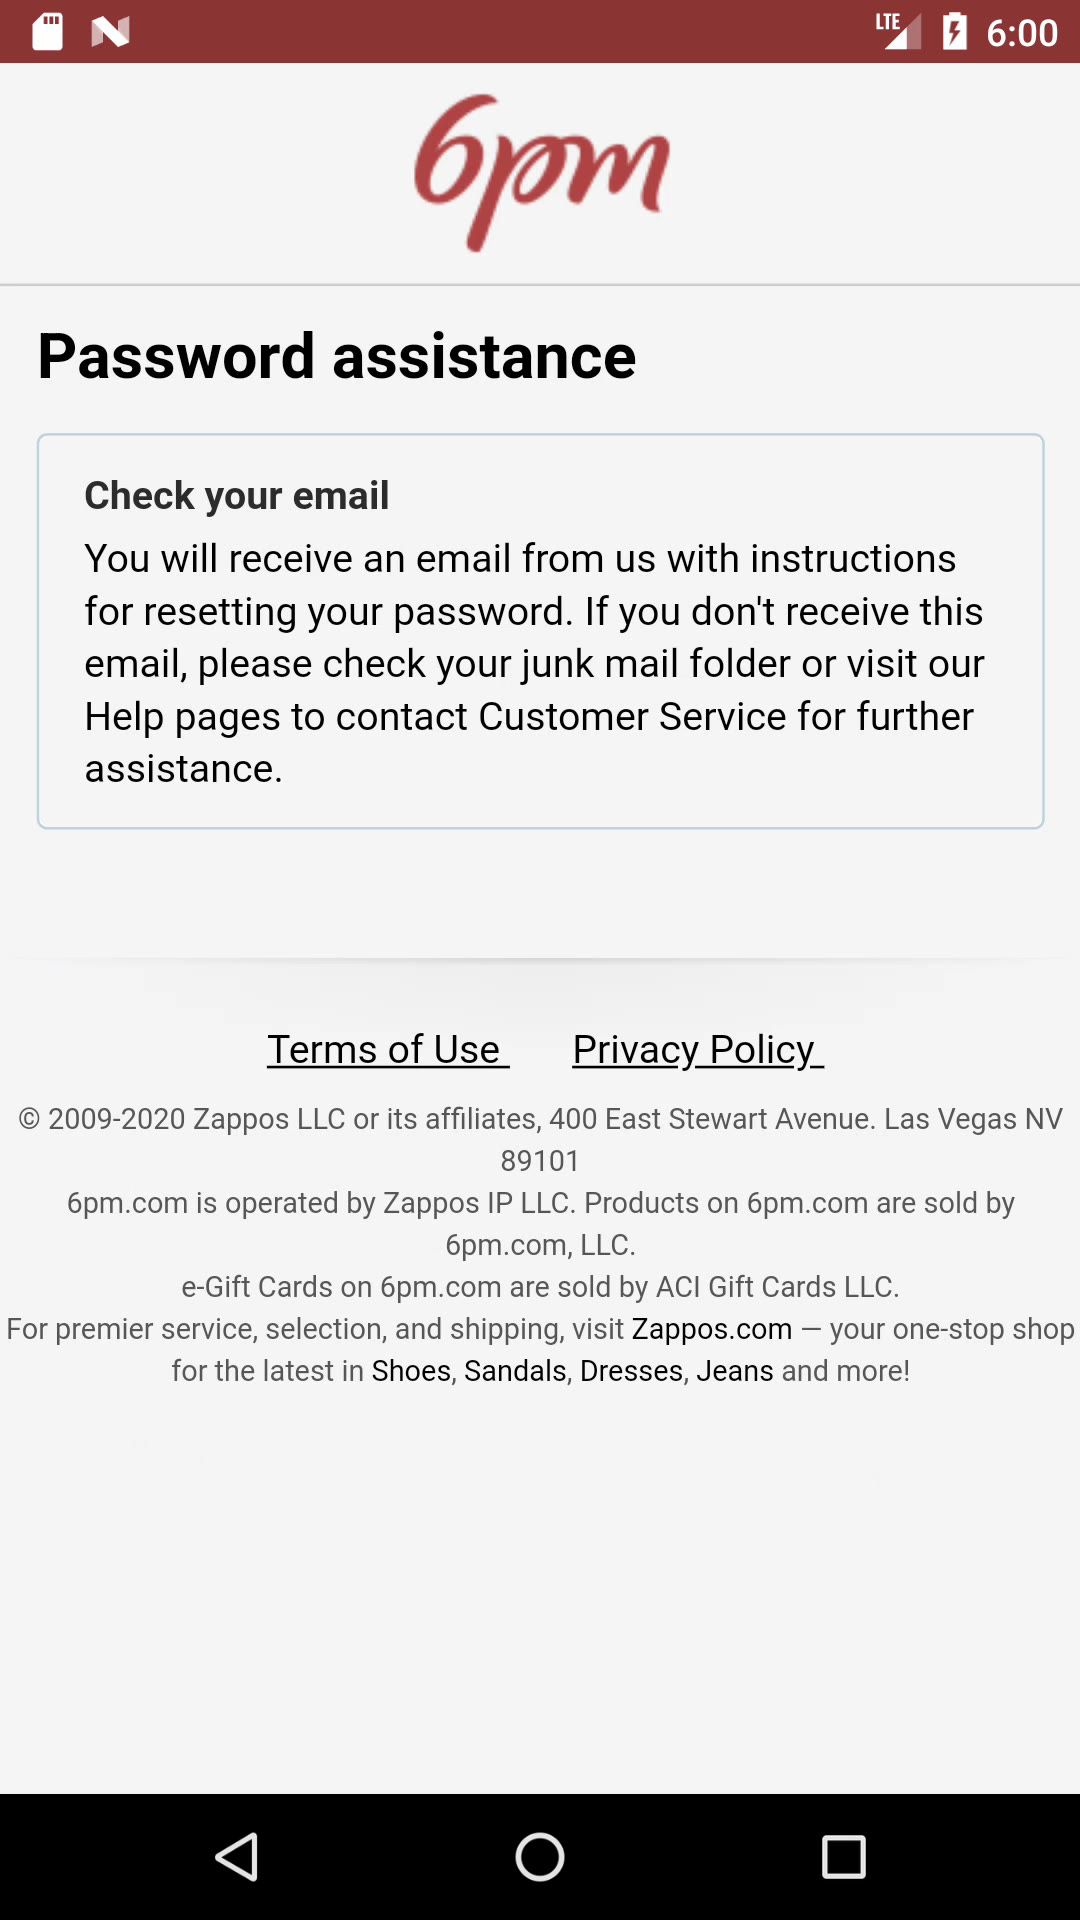 LTE 6:00
6pm
Password assistance
Check your email
You will receive an email from us with instructions
for resetting your password. If you don't receive this
email, please check your junk mail folder or visit our
Help pages to contact Customer Service for further
assistance.
Terms of Use Privacy Policy
© 2009-2020 Zappos LLC or its affiliates, 400 East Stewart Avenue. Las Vegas NV
89101
6pm.com is operated by Zappos IP LLC. Products on 6pm.com are sold by
6pm.com, LLC.
e-Gift Cards on 6pm.com are sold by ACI Gift Cards LLC.
For premier service, selection, and shipping, visit Zappos.com — your one-stop shop
for the latest in Shoes, Sandals, Dresses, Jeans and more!